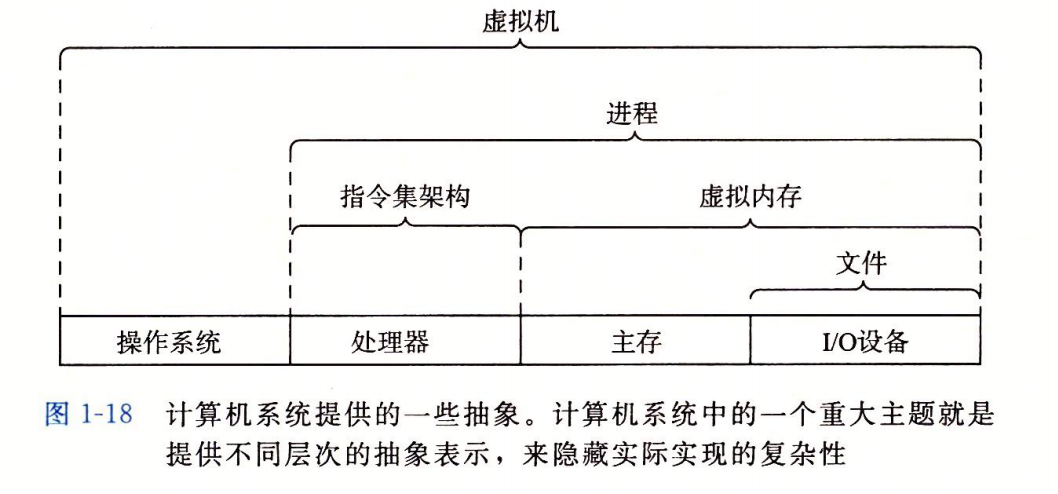 虚拟机
进程
指令集架构
虚拟内存
文件
操作系统 处理器 主存 I/O设备
图 1-18 计算机系统提供的一些抽象。计算机系统中的一个重大主题就是
提供不同层次的抽象表示，来隐藏实际实现的复杂性